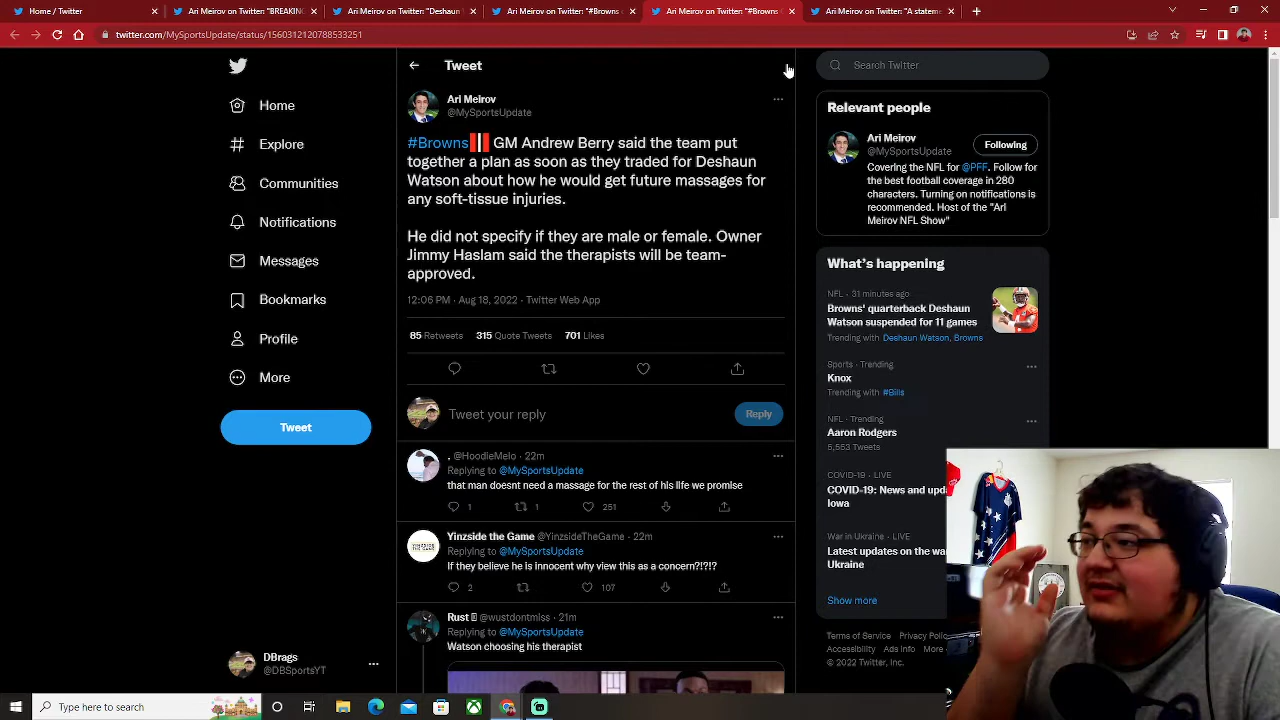 Home / Twitter
Ari Meirov on Twitter: "BREAKING
Ari Meirov on Twitter: "Deshaun
Ari Meirov on Twitter: "#Browns
Ari Meirov on Twitter: "#Browns
Ari Meirov on Twitter: "A stateme
twitter.com/MySportsUpdate/status/1560312120788533251
Tweet
Search Twitter
Home
Explore
Communities
Notifications
Messages
Bookmarks
Profile
More
Tweet
DBrags
@DBSportsYT
Ari Meirov
@MySportsUpdate
#Browns GM Andrew Berry said the team put
together a plan as soon as they traded for Deshaun
Watson about how he would get future massages for
any soft-tissue injuries.
He did not specify if they are male or female. Owner
Jimmy Haslam said the therapists will be team-
approved.
12:06 PM · Aug 18, 2022 · Twitter Web App
85 Retweets 315 Quote Tweets 701 Likes
Tweet your reply
Reply
. @HoodieMelo · 22m
Replying to @MySportsUpdate
that man doesnt need a massage for the rest of his life we promise
1 1 251
Yinzside the Game @YinzsideTheGame · 22m
Replying to @MySportsUpdate
If they believe he is innocent why view this as a concern?!?!?
2 107
Rust @wustdontmiss · 21m
Replying to @MySportsUpdate
Watson choosing his therapist
Relevant people
Ari Meirov
@MySportsUpdate
Following
Covering the NFL for @PFF. Follow for
the best football coverage in 280
characters. Turning on notifications is
recommended. Host of the "Ari
Meirov NFL Show"
What's happening
NFL · 31 minutes ago
Browns' quarterback Deshaun
Watson suspended for 11 games
Trending with Deshaun Watson, Browns
Sports · Trending
Knox
Trending with #Bills
NFL · Trending
Aaron Rodgers
5,553 Tweets
COVID-19 · LIVE
COVID-19: News and upda
Iowa
War in Ukraine · LIVE
Latest updates on the wa
Ukraine
Show more
Terms of Service Privacy Polic
Accessibility Ads info More
© 2022 Twitter, Inc.
Type here to search